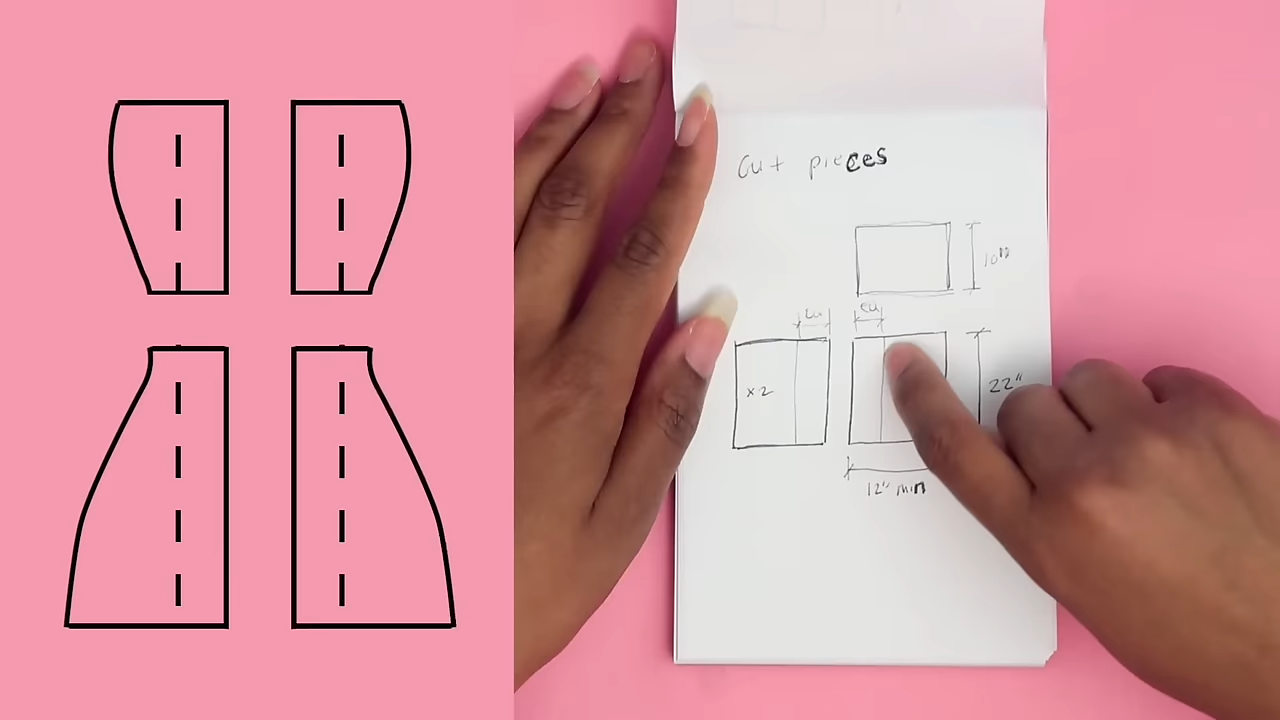 cut pieces
10"
x2
22"
12" min